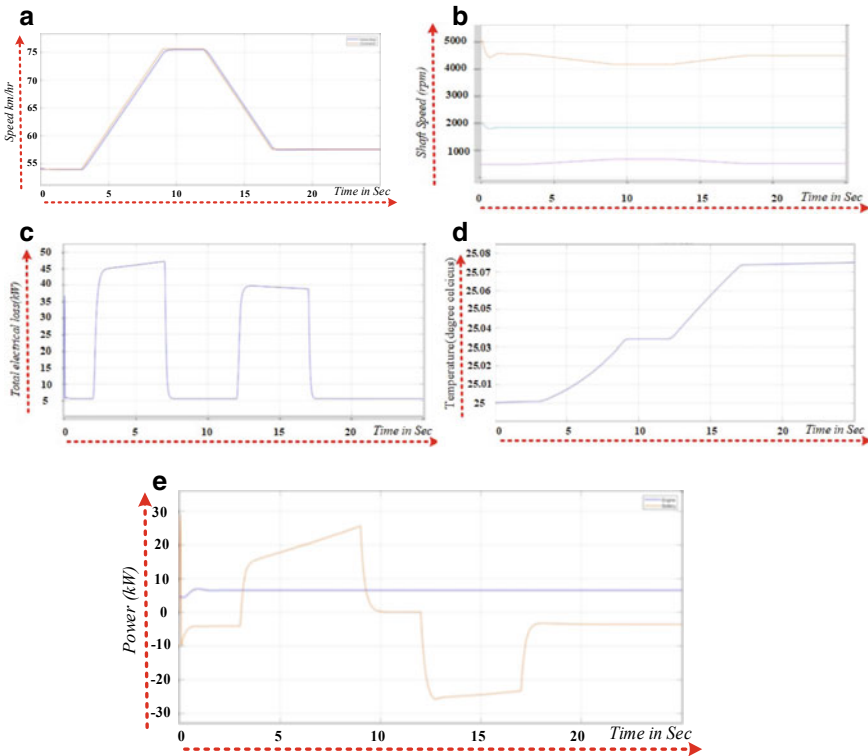 a
Speed km/hr
75
70
65
60
55
0 5 10 15 20
Time in Sec
b
Shaft Speed (rpm)
5000
4000
3000
2000
1000
0 5 10 15 20
Time in Sec
c
Total electrical loss(kW)
50
45
40
35
30
25
20
15
10
5
0 5 10 15 20
Time in Sec
d
Temperature(degree celcicus)
25.08
25.07
25.06
25.05
25.04
25.03
25.02
25.01
25
0 5 10 15 20
Time in Sec
e
Power (kW)
30
20
10
0
-10
-20
-30
0 5 10 15 20
Time in Sec
Engine
Battery